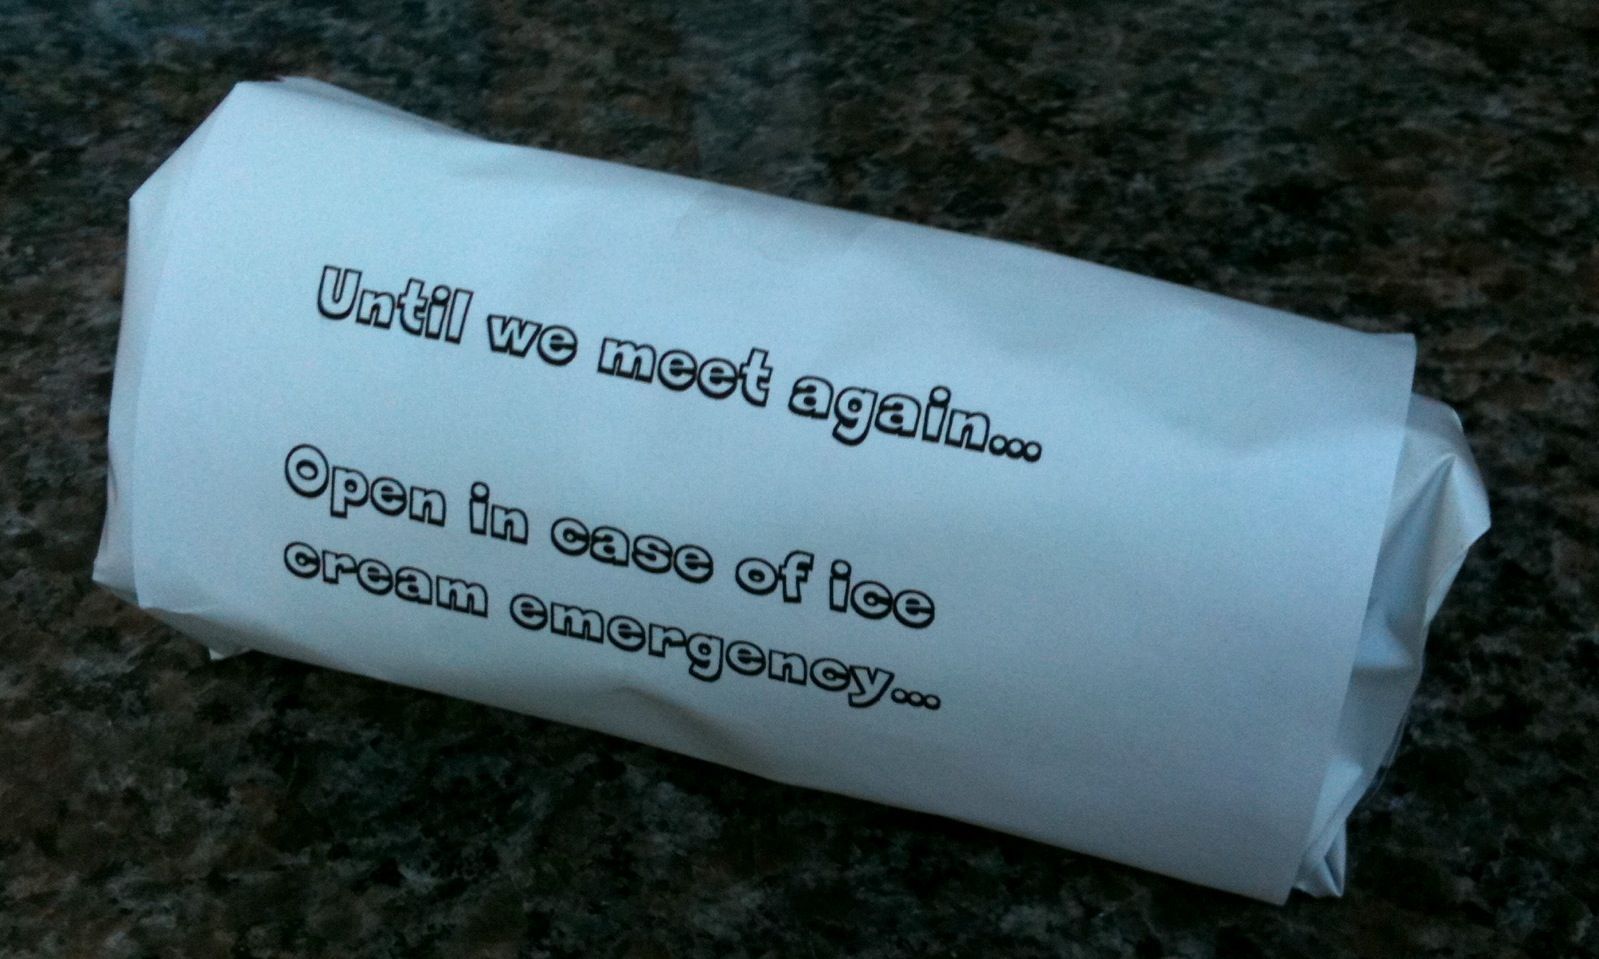 Until we meet again...
Open in case of ice
cream emergency...